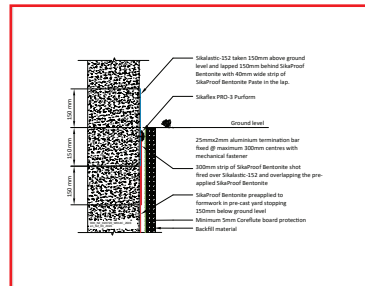 Sikalastic-152 taken 150mm above ground
level and lapped 150mm behind SikaProof
Bentonite with 40mm wide strip of
SikaProof Bentonite Paste in the lap.
Sikaflex PRO-3 Purform
Ground level
25mmx2mm aluminium termination bar
fixed @ maximum 300mm centres with
mechanical fastener
300mm strip of SikaProof Bentonite shot
fired over Sikalastic-152 and overlapping the pre-
applied SikaProof Bentonite
SikaProof Bentonite preapplied to
formwork in pre-cast yard stopping
150mm below ground level
Minimum 5mm Coreflute board protection
Backfill material
150 mm
150 mm
150 mm